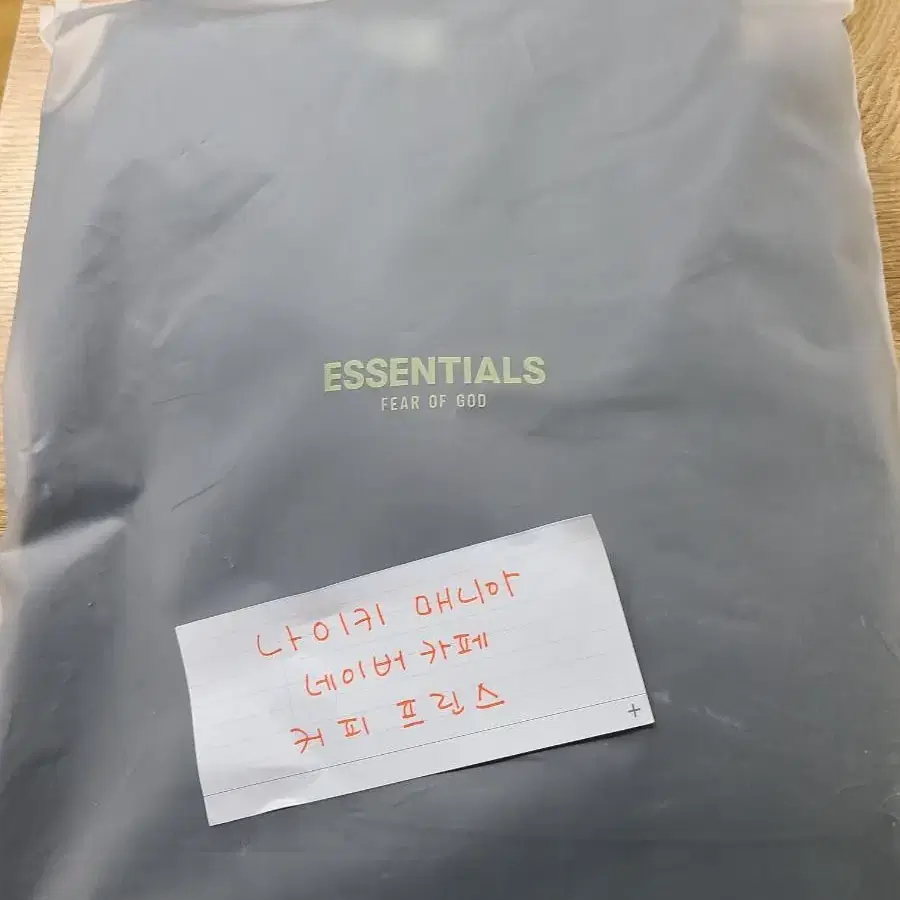 ESSENTIALS
FEAR OF GOD
나이키 매니아
네이버 카페
커피 프린스
+